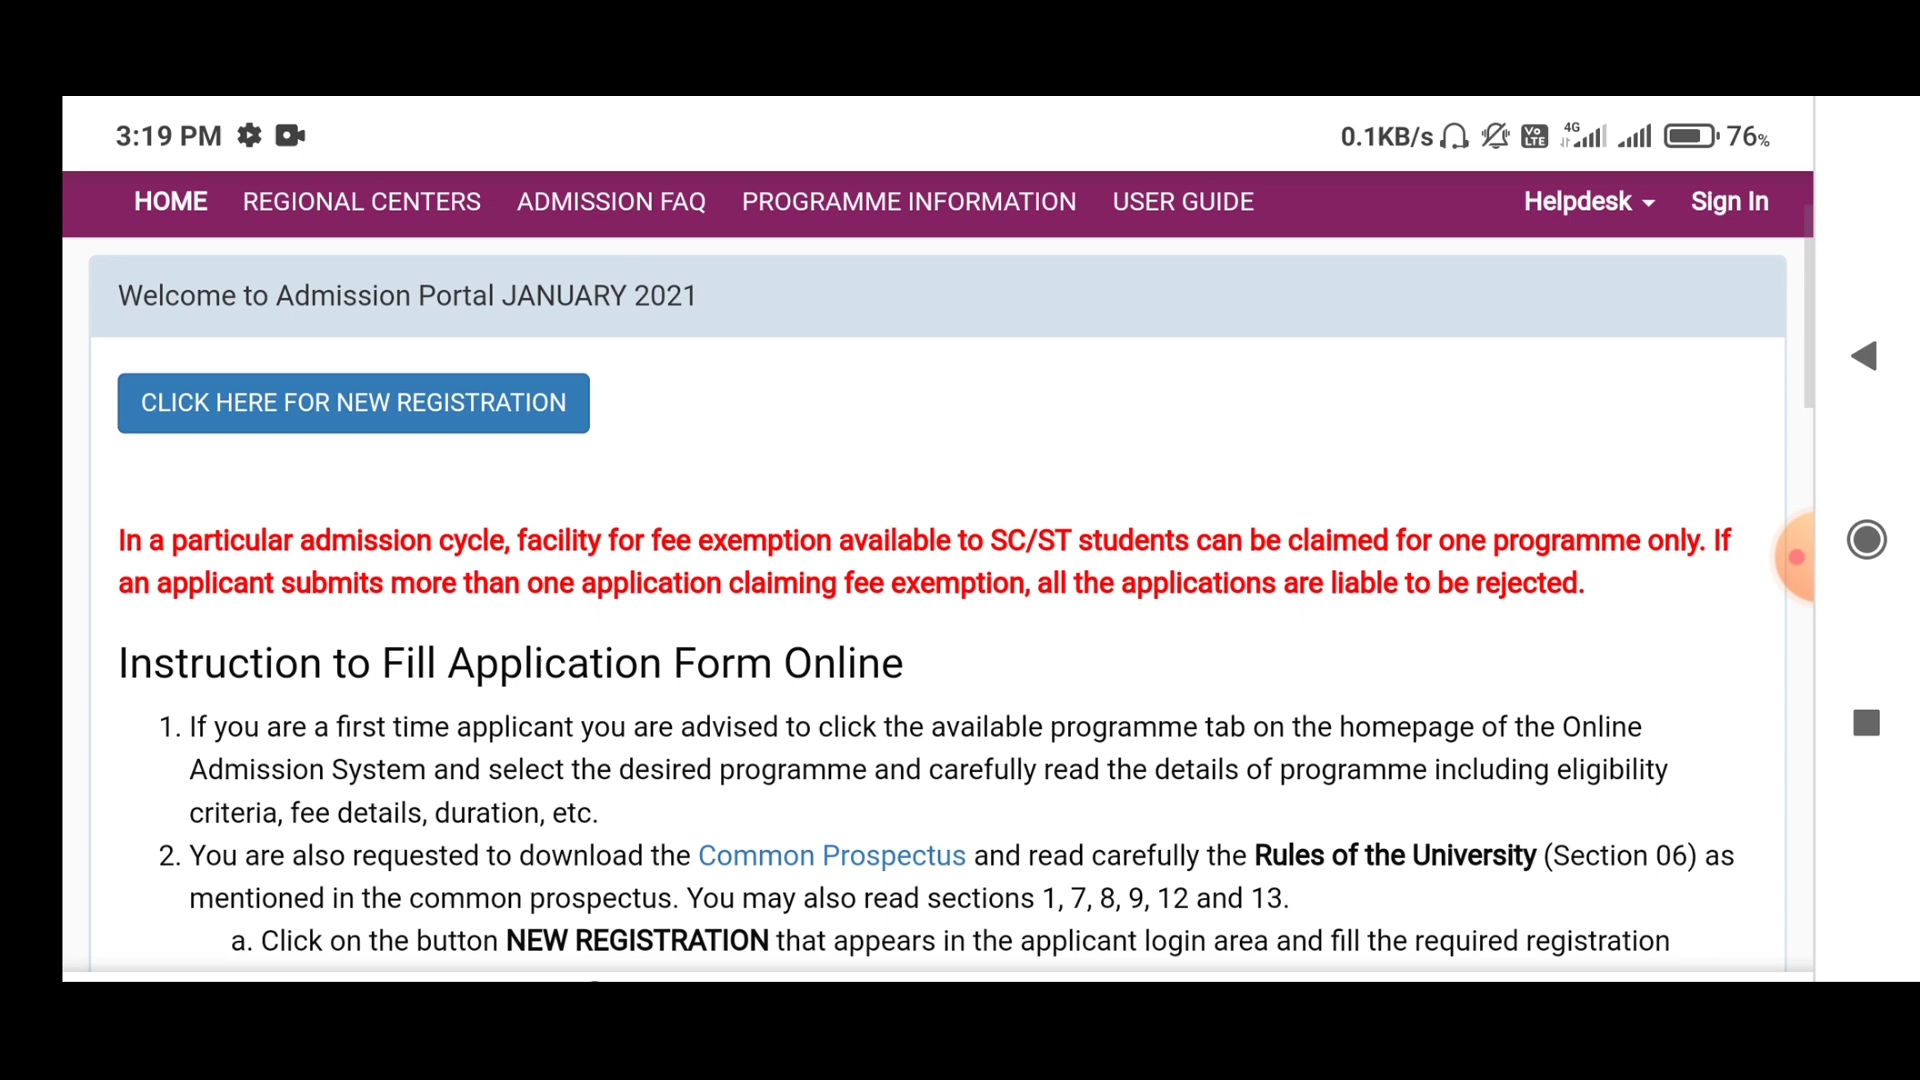 3:19 PM 0.1KB/s Vo LTE 4G 76%
HOME REGIONAL CENTERS ADMISSION FAQ PROGRAMME INFORMATION USER GUIDE Helpdesk Sign In
Welcome to Admission Portal JANUARY 2021
CLICK HERE FOR NEW REGISTRATION
In a particular admission cycle, facility for fee exemption available to SC/ST students can be claimed for one programme only. If
an applicant submits more than one application claiming fee exemption, all the applications are liable to be rejected.
Instruction to Fill Application Form Online
1. If you are a first time applicant you are advised to click the available programme tab on the homepage of the Online
Admission System and select the desired programme and carefully read the details of programme including eligibility
criteria, fee details, duration, etc.
2. You are also requested to download the Common Prospectus and read carefully the Rules of the University (Section 06) as
mentioned in the common prospectus. You may also read sections 1, 7, 8, 9, 12 and 13.
a. Click on the button NEW REGISTRATION that appears in the applicant login area and fill the required registration